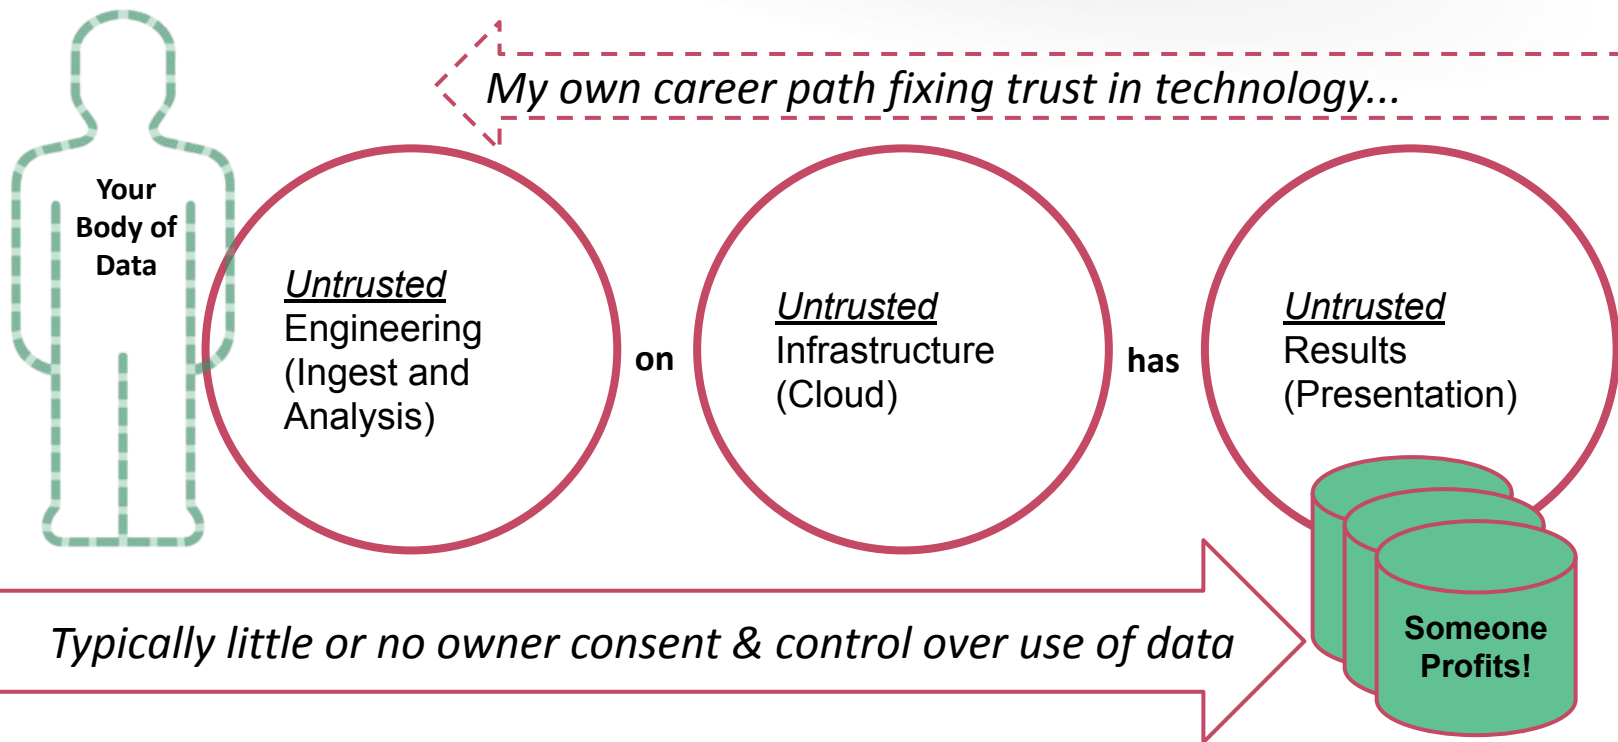 My own career path fixing trust in technology...
Your
Body of
Data
Untrusted
Engineering
(Ingest and
Analysis)
on
Untrusted
Infrastructure
(Cloud)
has
Untrusted
Results
(Presentation)
Typically little or no owner consent & control over use of data
Someone
Profits!